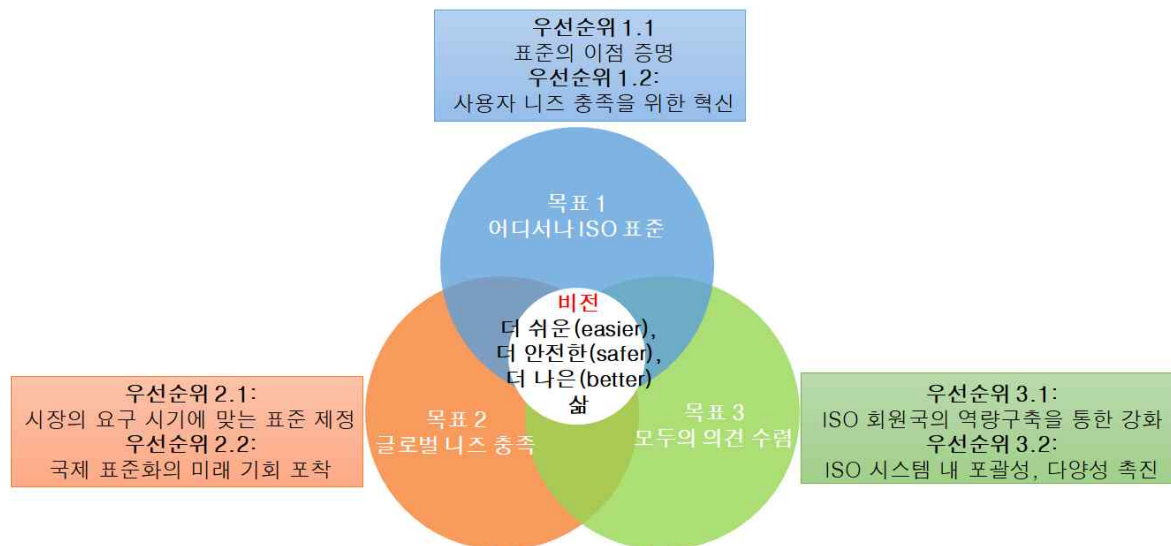 우선순위 1.1
표준의 이점 증명
우선순위 1.2:
사용자 니즈 충족을 위한 혁신
목표 1
어디서나 ISO 표준
비전
더 쉬운(easier),
더 안전한(safer),
더 나은(better)
삶
우선순위 2.1:
시장의 요구 시기에 맞는 표준 제정
우선순위 2.2:
국제 표준화의 미래 기회 포착
목표 2
글로벌 니즈 충족
목표 3
모두의 의견 수렴
우선순위 3.1:
ISO 회원국의 역량구축을 통한 강화
우선순위 3.2:
ISO 시스템 내 포괄성, 다양성 촉진